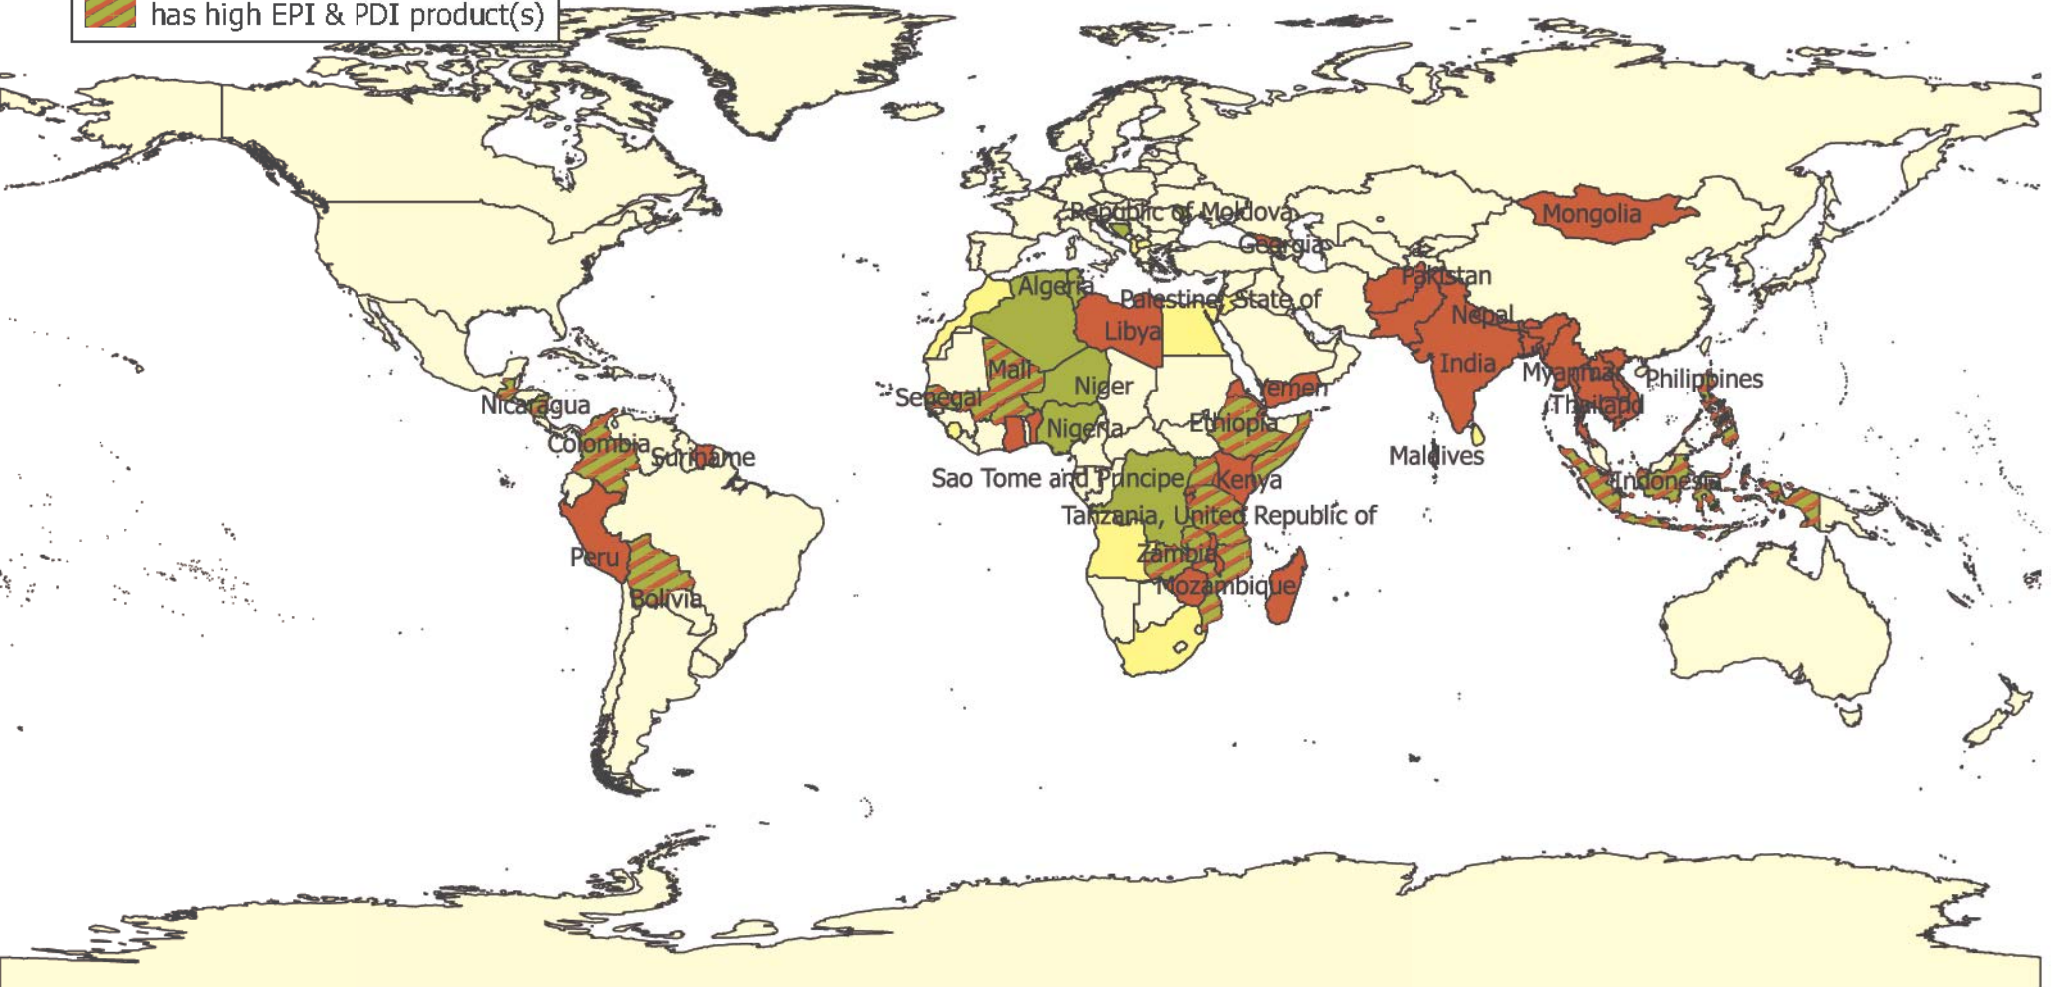 has high EPI & PDI product(s)
Republic of Moldova
Mongolia
Georgia
Pakistan
Algeria
Palestine, State of
Libya
Nepal
India
Mali
Niger
Yemen
Myanmar
Philippines
Senegal
Nicaragua
Thailand
Ethiopia
Nigeria
Colombia
Suriname
Maldives
Sao Tome and Principe
Kenya
Indonesia
Tanzania, United Republic of
Peru
Zambia
Mozambique
Bolivia